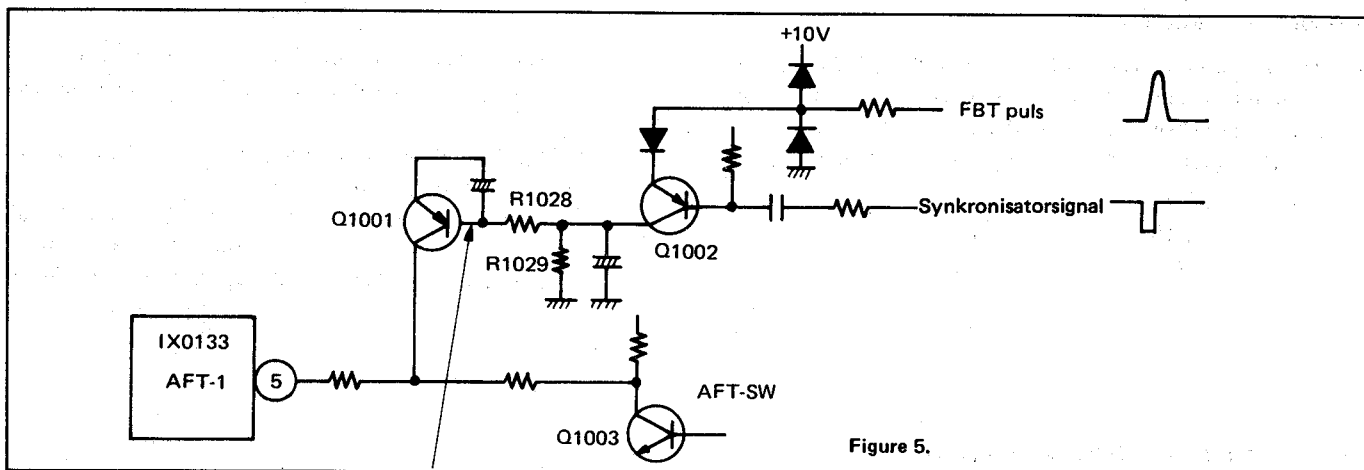 +10V
FBT puls
Q1001
R1028
Synkronisatorsignal
R1029
Q1002
IX0133
AFT-1
5
AFT-SW
Q1003
Figure 5.